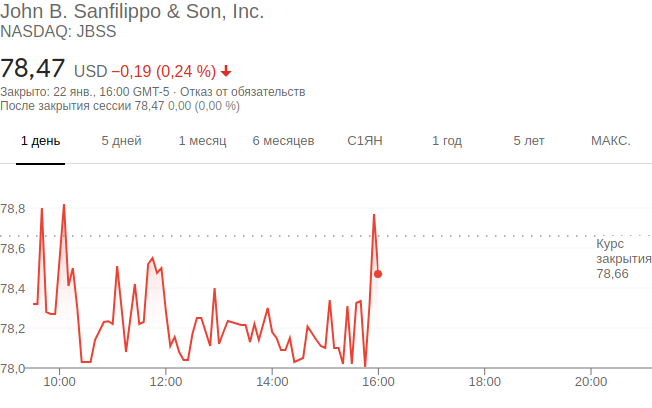 John B. Sanfilippo & Son, Inc.
NASDAQ: JBSS
78,47 USD −0,19 (0,24 %)
Закрыто: 22 янв., 16:00 GMT-5 · Отказ от обязательств
После закрытия сессии 78,47 0,00 (0,00 %)
1 день 5 дней 1 месяц 6 месяцев С1ЯН 1 год 5 лет МАКС.
78,8
78,6
78,4
78,2
78,0
Курс
закрытия
78,66
10:00 12:00 14:00 16:00 18:00 20:00